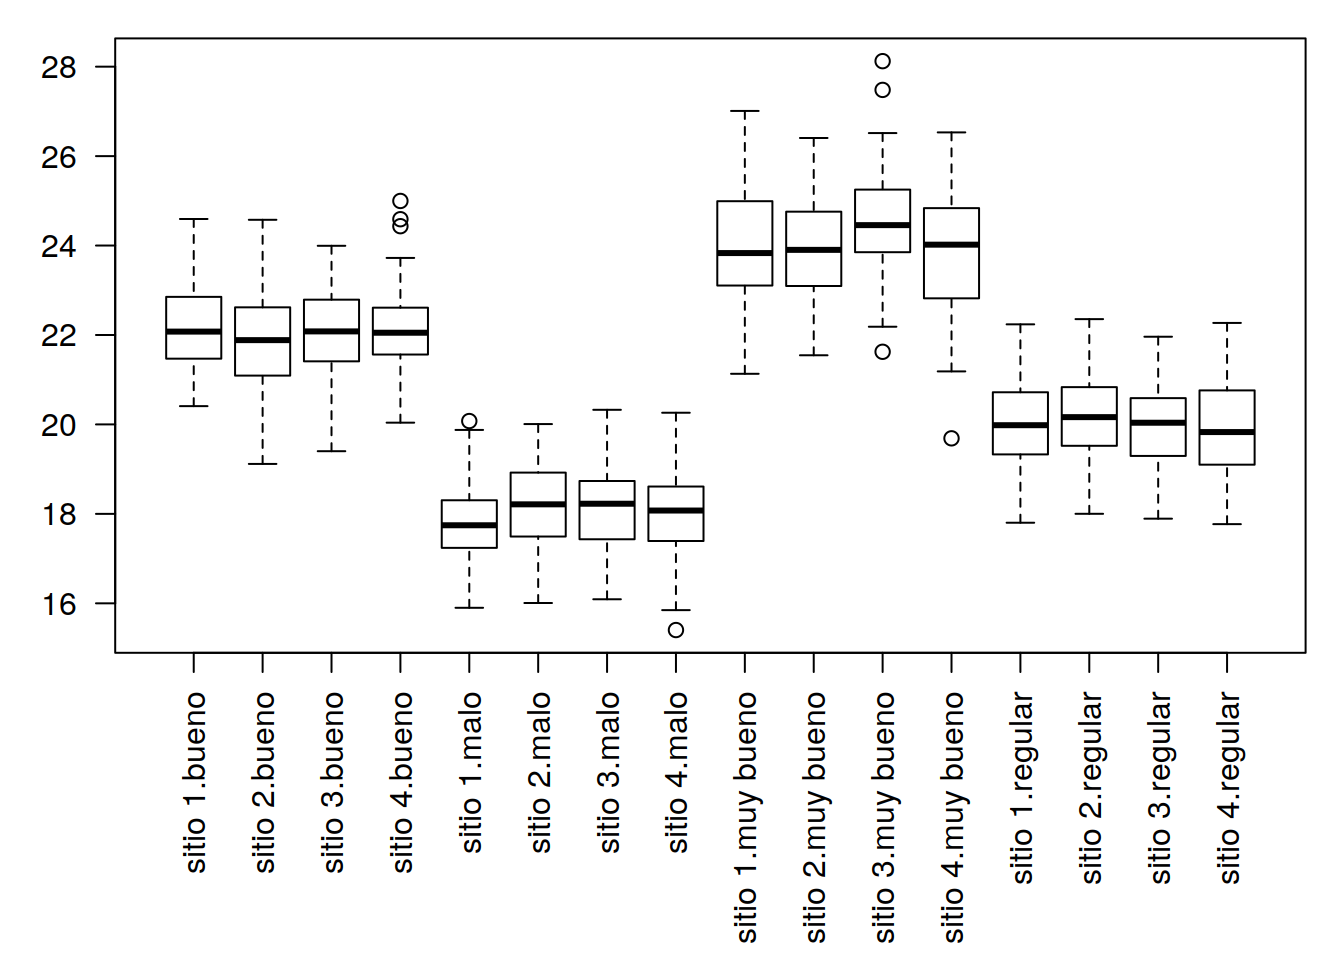 28
26
24
22
20
18
16
sitio 1.bueno
sitio 2.bueno
sitio 3.bueno
sitio 4.bueno
sitio 1.malo
sitio 2.malo
sitio 3.malo
sitio 4.malo
sitio 1.muy bueno
sitio 2.muy bueno
sitio 3.muy bueno
sitio 4.muy bueno
sitio 1.regular
sitio 2.regular
sitio 3.regular
sitio 4.regular